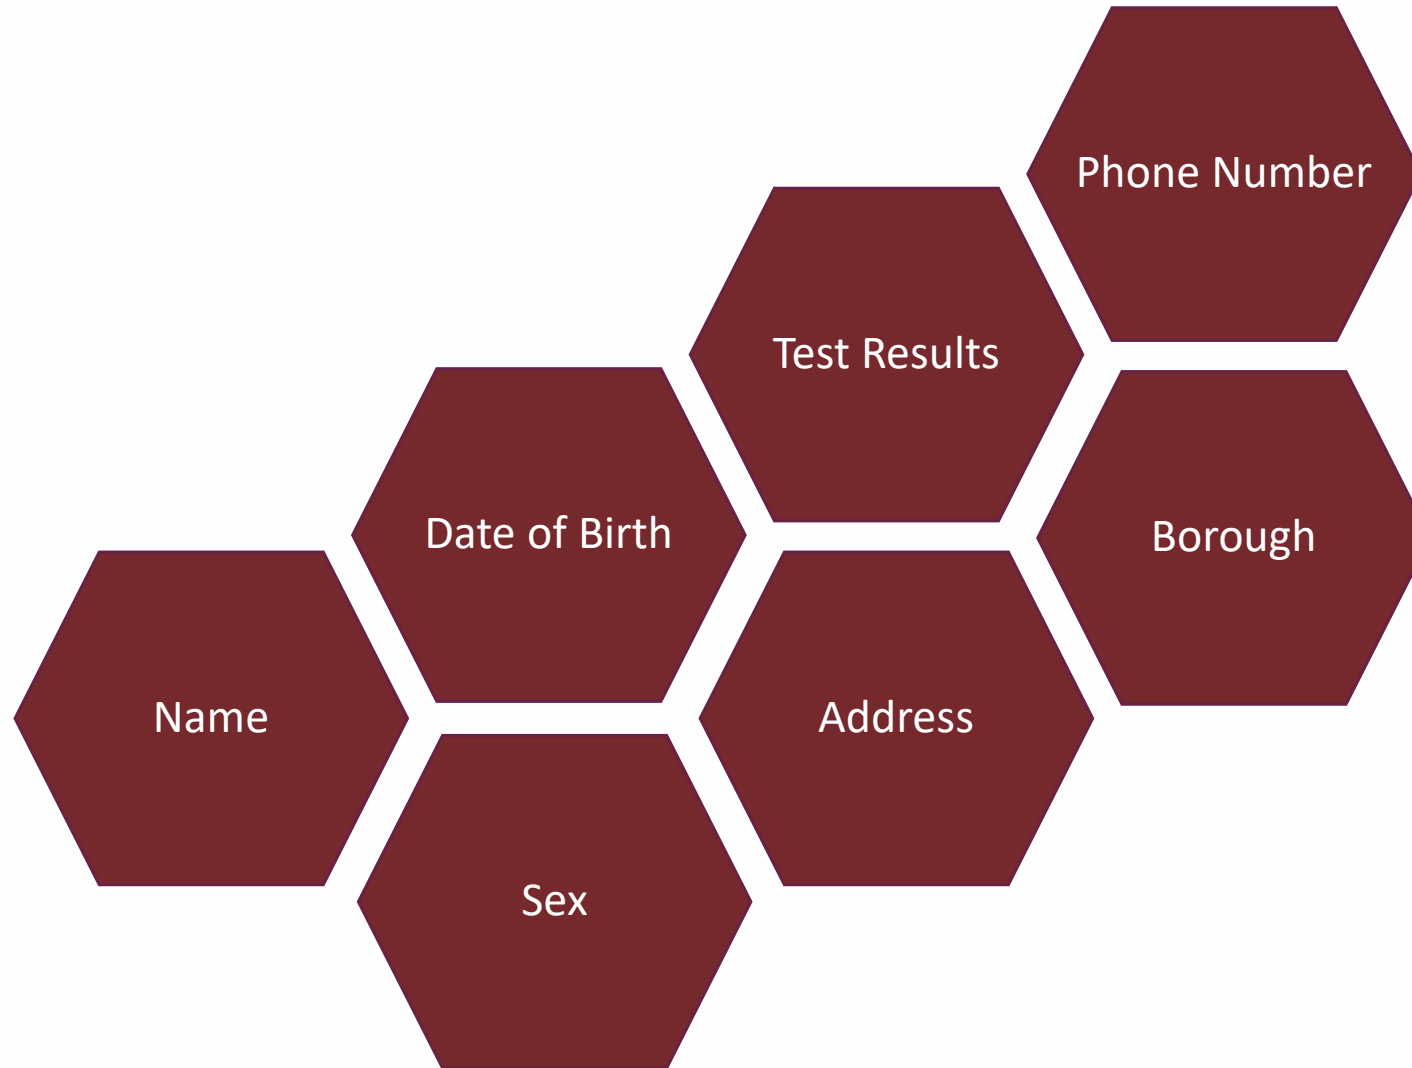 Phone Number
Test Results
Date of Birth
Borough
Name
Address
Sex